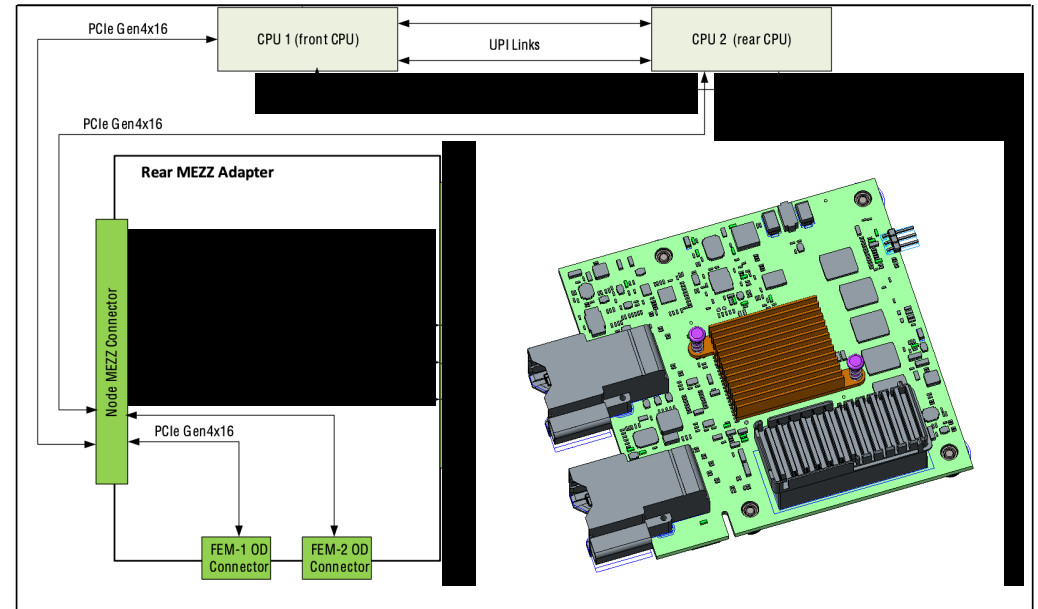 PCIe Gen4x16
CPU 1 (front CPU)
UPI Links
CPU 2 (rear CPU)
PCIe Gen4x16
Rear MEZZ Adapter
Node MEZZ Connector
PCIe Gen4x16
FEM-1 OD
Connector
FEM-2 OD
Connector